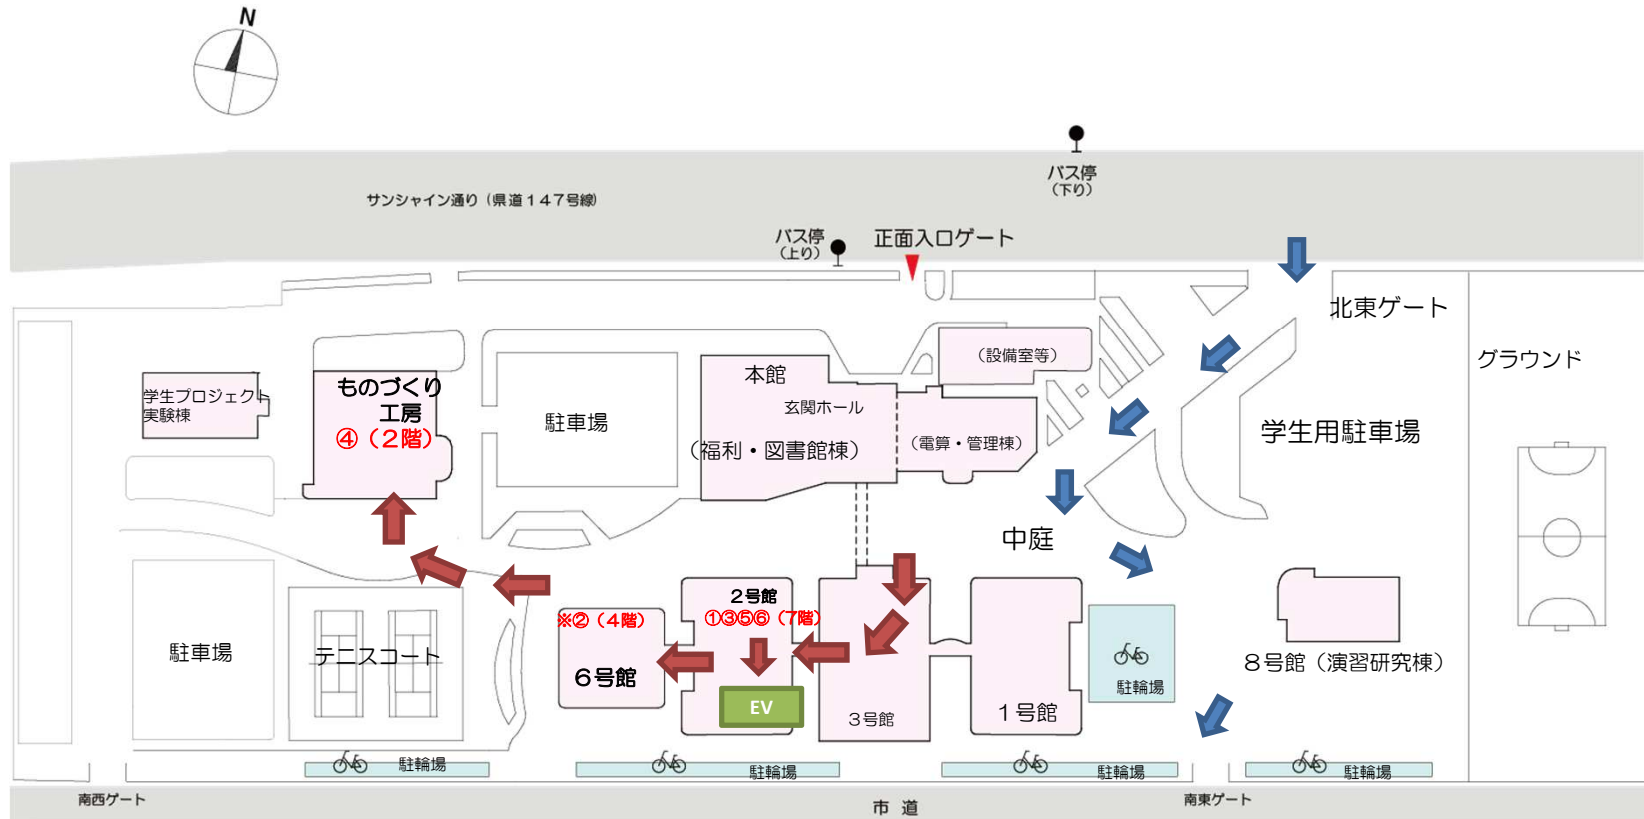 N
バス停
（下り）
サンシャイン通り（県道１４７号線）
バス停
（上り）
正面入口ゲート
北東ゲート
（設備室等）
グラウンド
本館
学生プロジェクト
実験棟
ものづくり
工房
④（２階）
玄関ホール
駐車場
学生用駐車場
（福利・図書館棟）
（電算・管理棟）
中庭
２号館
①③⑤⑥（7階）
※②（４階）
駐車場
テニスコート
６号館
８号館（演習研究棟）
駐輪場
EV
３号館
１号館
駐輪場
駐輪場
駐輪場
駐輪場
南西ゲート
市 道
南東ゲート